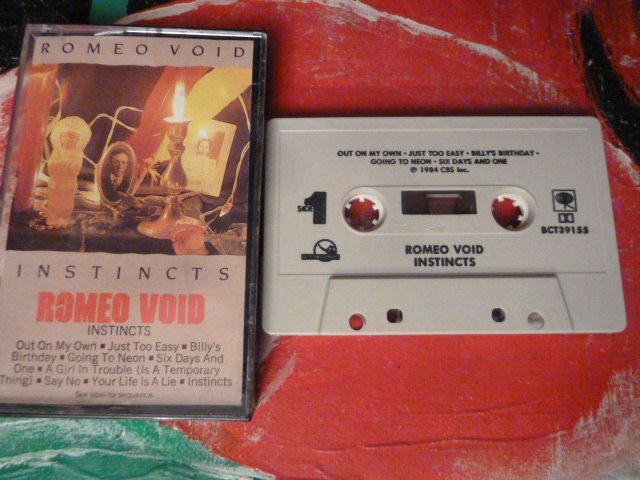 ROMEO VOID
INSTINCTS
ROMEO VOID
INSTINCTS
Out On My Own ▪ Just Too Easy ▪ Billy's
Birthday ▪ Going To Neon ▪ Six Days And
One ▪ A Girl In Trouble (Is A Temporary
Thing) ▪ Say No ▪ Your Life Is A Lie ▪ Instincts
See label for sequence.
OUT ON MY OWN • JUST TOO EASY • BILLY'S BIRTHDAY •
GOING TO NEON • SIX DAYS AND ONE
℗ 1984 CBS Inc.
SIDE 1
BCT39155
ROMEO VOID
INSTINCTS